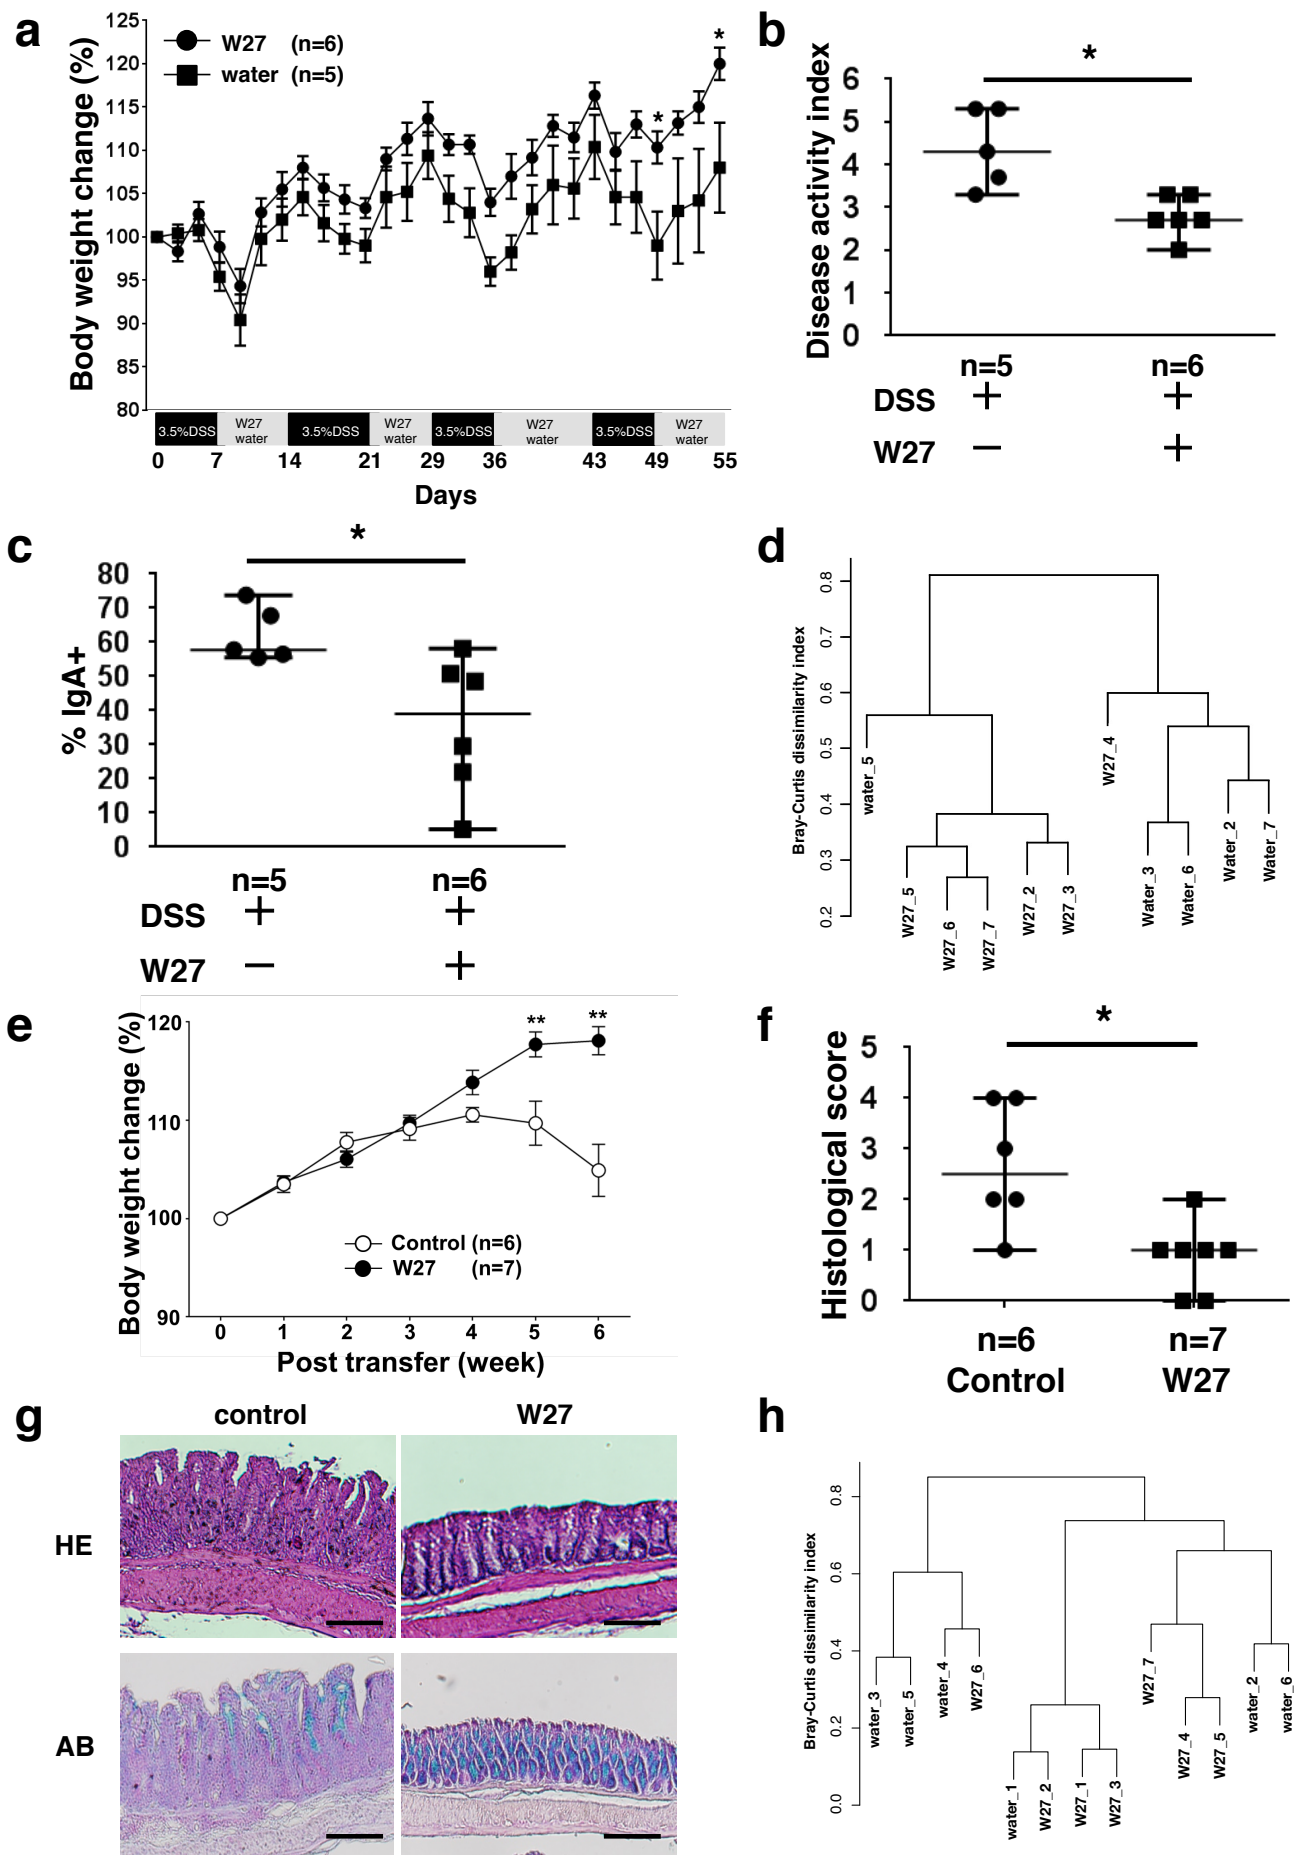 a
Body weight change (%)
125
120
115
110
105
100
95
90
85
80
W27 (n=6)
water (n=5)
*
*
3.5%DSS
W27
water
3.5%DSS
W27
water
3.5%DSS
W27
water
3.5%DSS
W27
water
0 7 14 21 29 36 43 49 55
Days
b
Disease activity index
6
5
4
3
2
1
0
*
n=5 n=6
DSS + +
W27 − +
c
% IgA+
80
70
60
50
40
30
20
10
0
*
n=5 n=6
DSS + +
W27 − +
d
Bray-Curtis dissimilarity index
0.8
0.7
0.6
0.5
0.4
0.3
0.2
water_5
W27_5
W27_6
W27_7
W27_2
W27_3
W27_4
Water_3
Water_6
Water_2
Water_7
e
Body weight change (%)
120
110
100
90
** **
Control (n=6)
W27 (n=7)
0 1 2 3 4 5 6
Post transfer (week)
f
Histological score
5
4
3
2
1
0
*
n=6 n=7
Control W27
g
control W27
HE
AB
h
Bray-Curtis dissimilarity index
0.8
0.6
0.4
0.2
0.0
water_3
water_5
water_4
W27_6
water_1
W27_2
W27_1
W27_3
W27_7
W27_4
W27_5
water_2
water_6